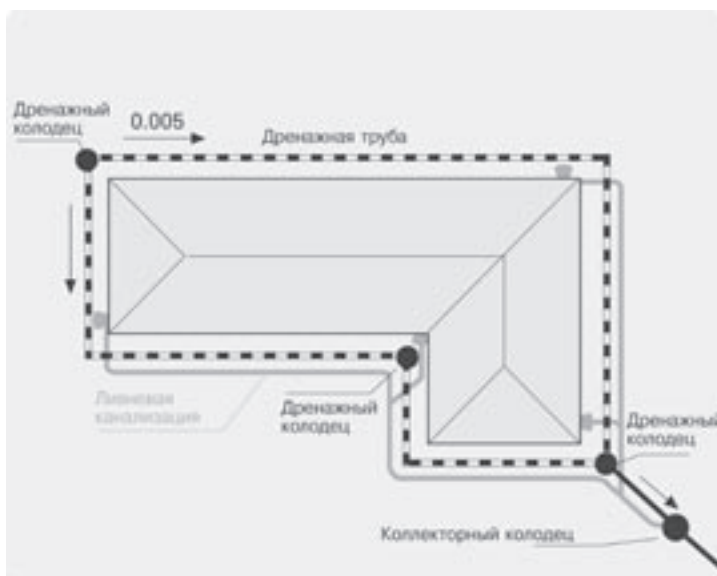 Дренажный
колодец
0.005
Дренажная труба
Ливневая
канализация
Дренажный
колодец
Дренажный
колодец
Коллекторный колодец